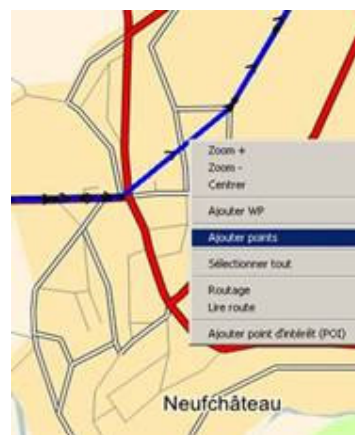 Zoom +
Zoom -
Centrer
Ajouter WP
Ajouter points
Sélectionner tout
Routage
Lire route
Ajouter point d'intérêt (POI)
Neufchâteau